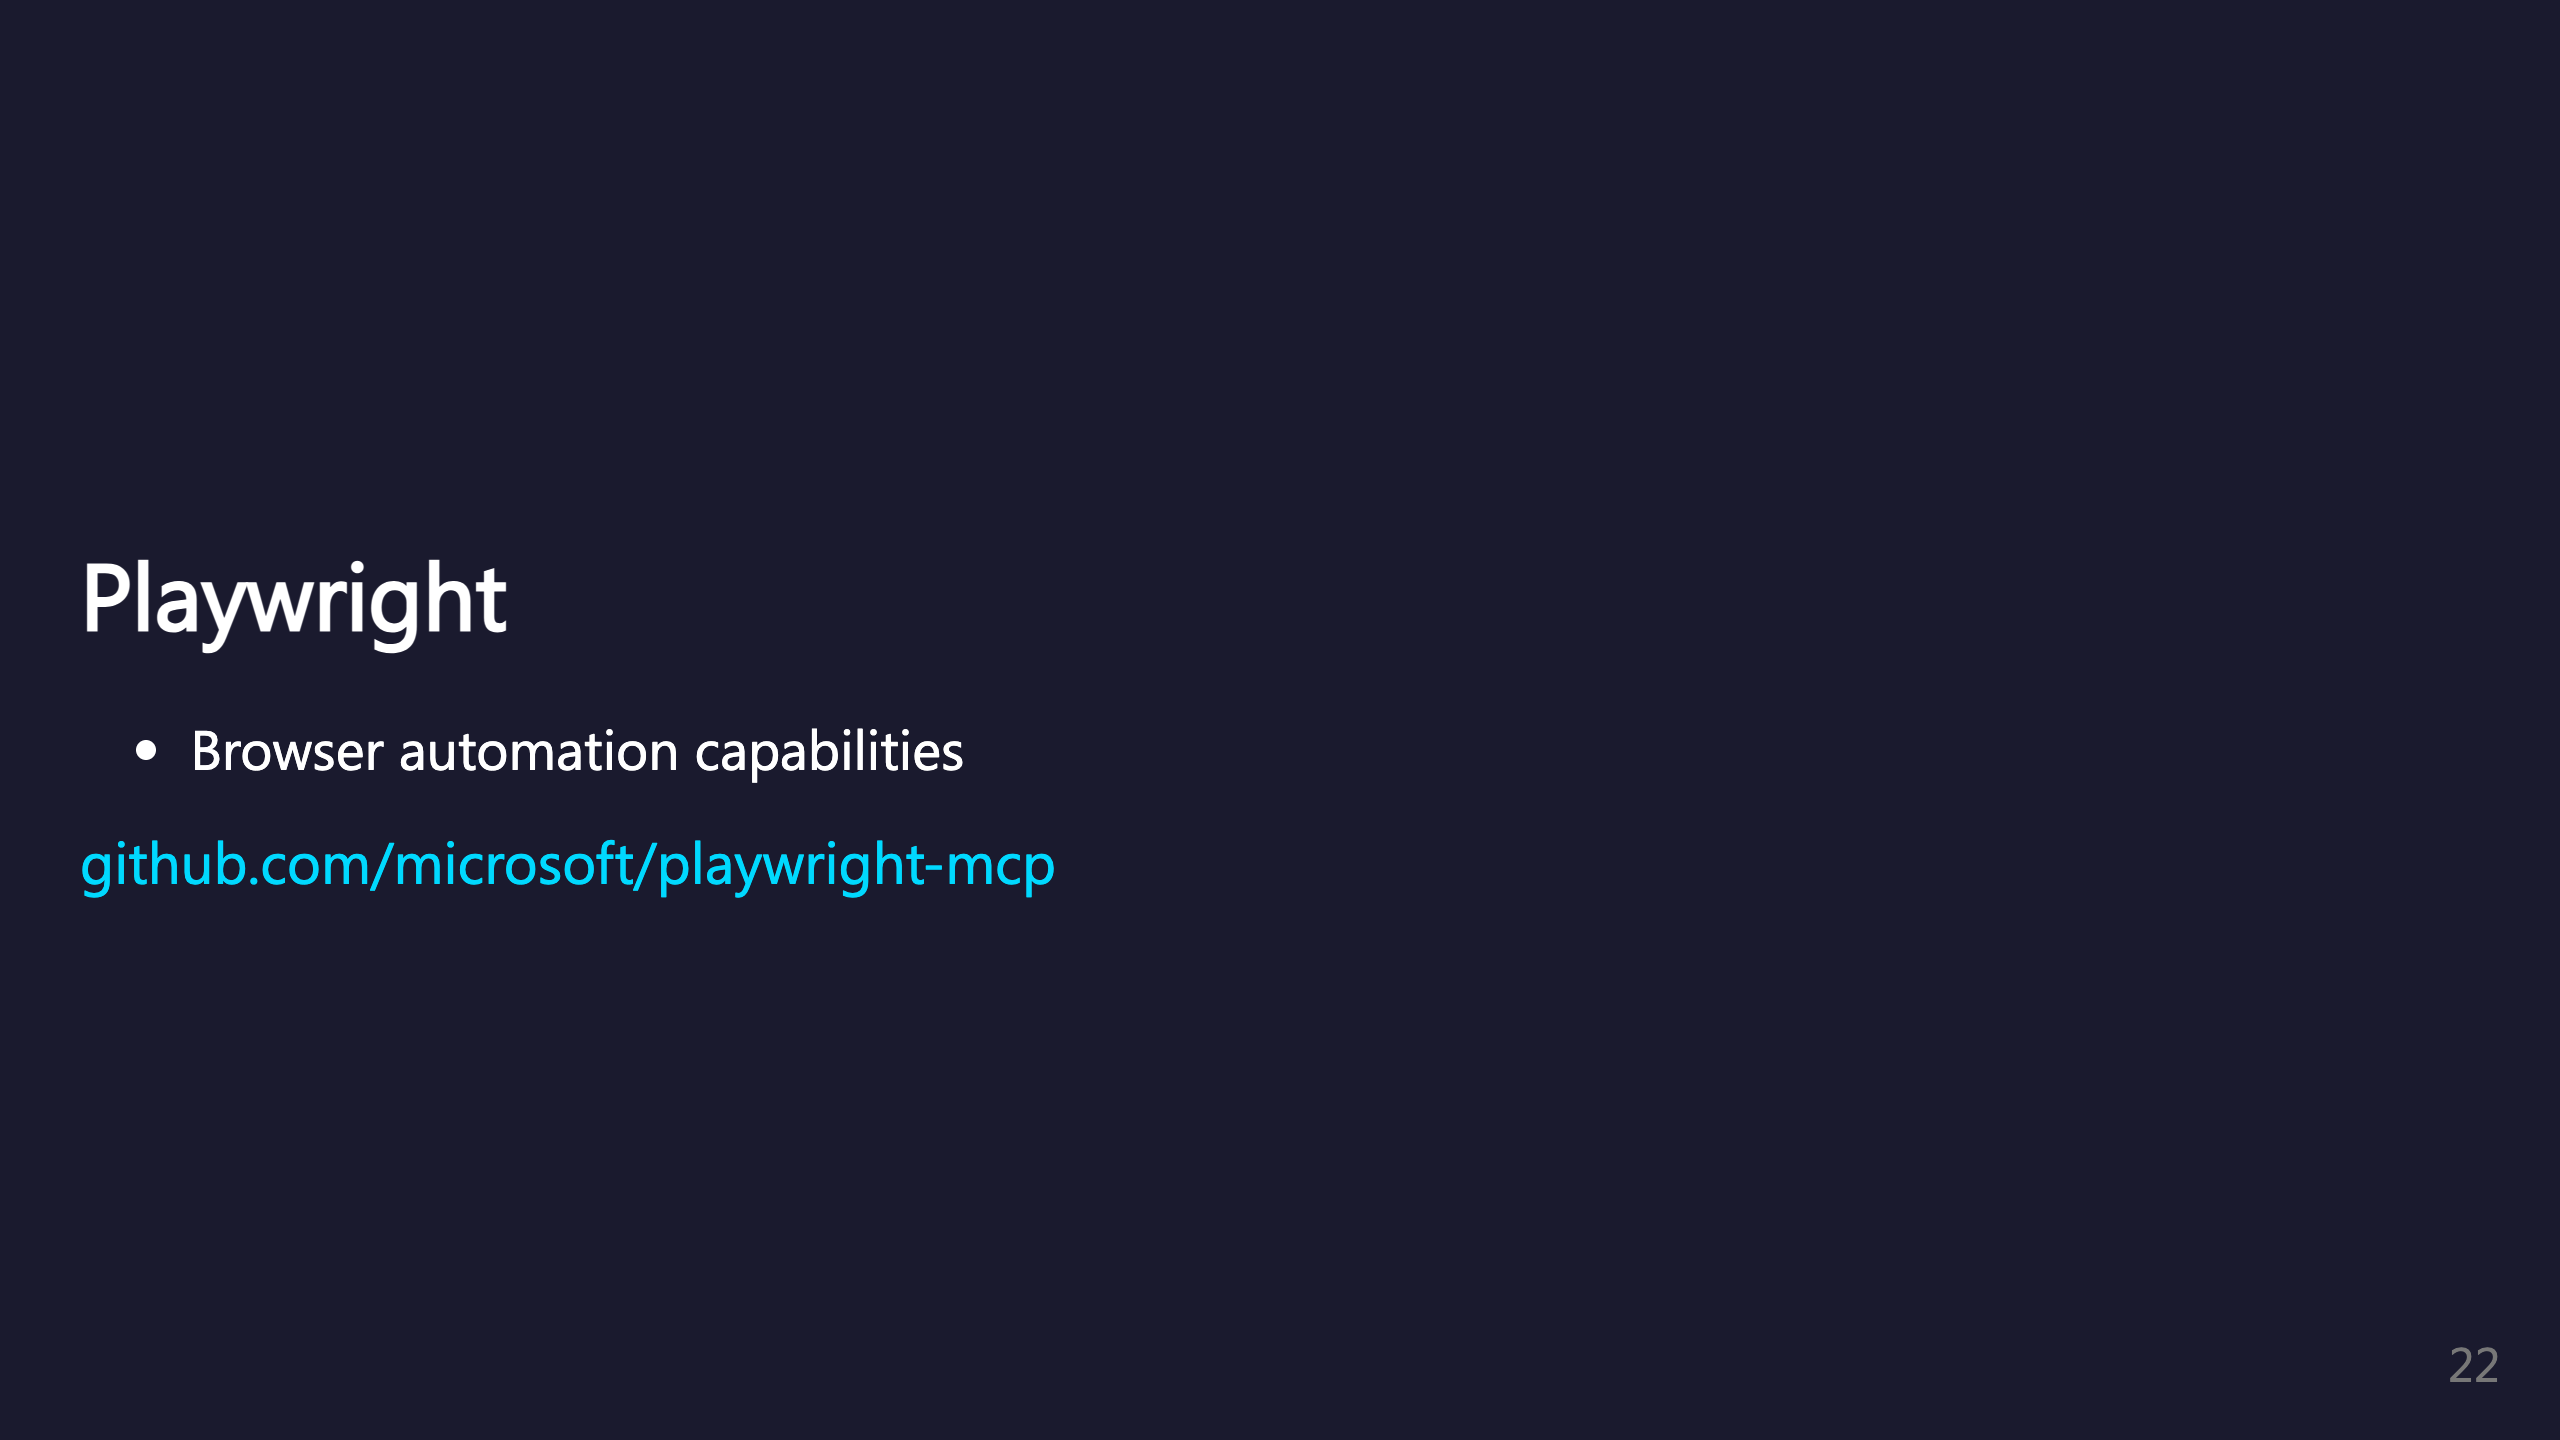 Playwright
• Browser automation capabilities
github.com/microsoft/playwright-mcp
22